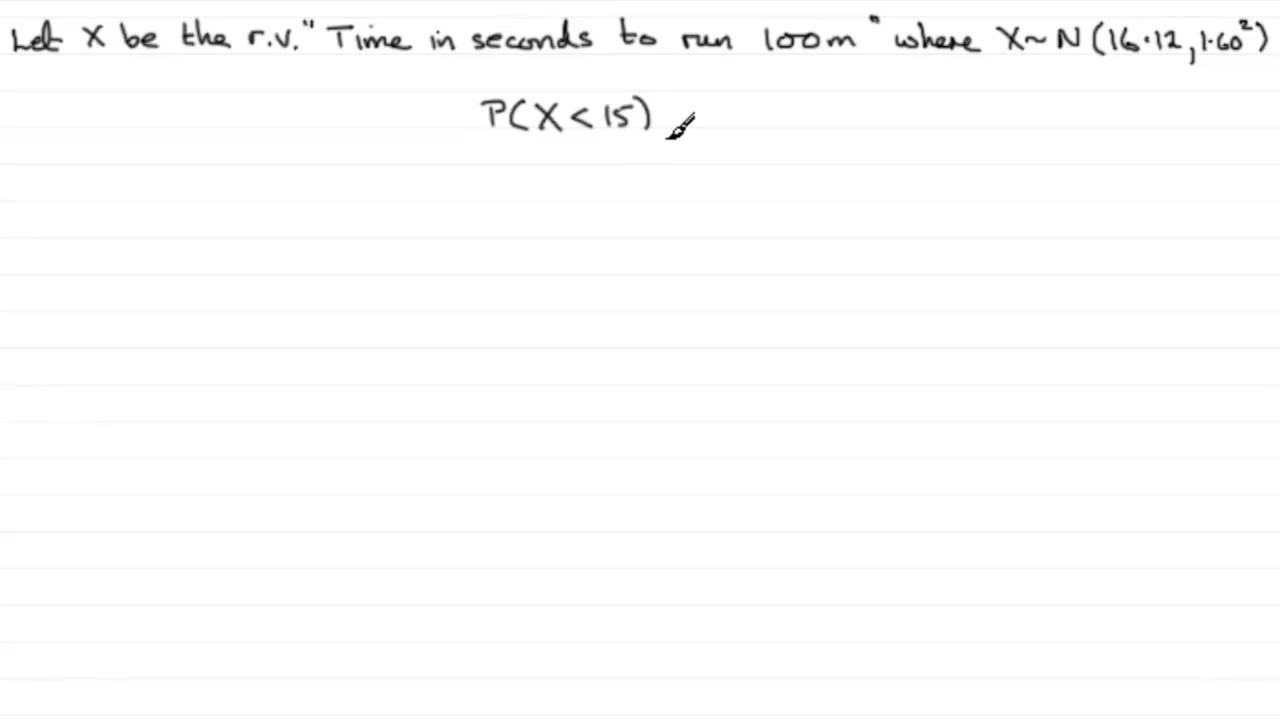 Let X be the r.v. "Time in seconds to run 100m" where X~N(16·12, 1·60²)
P(X < 15)